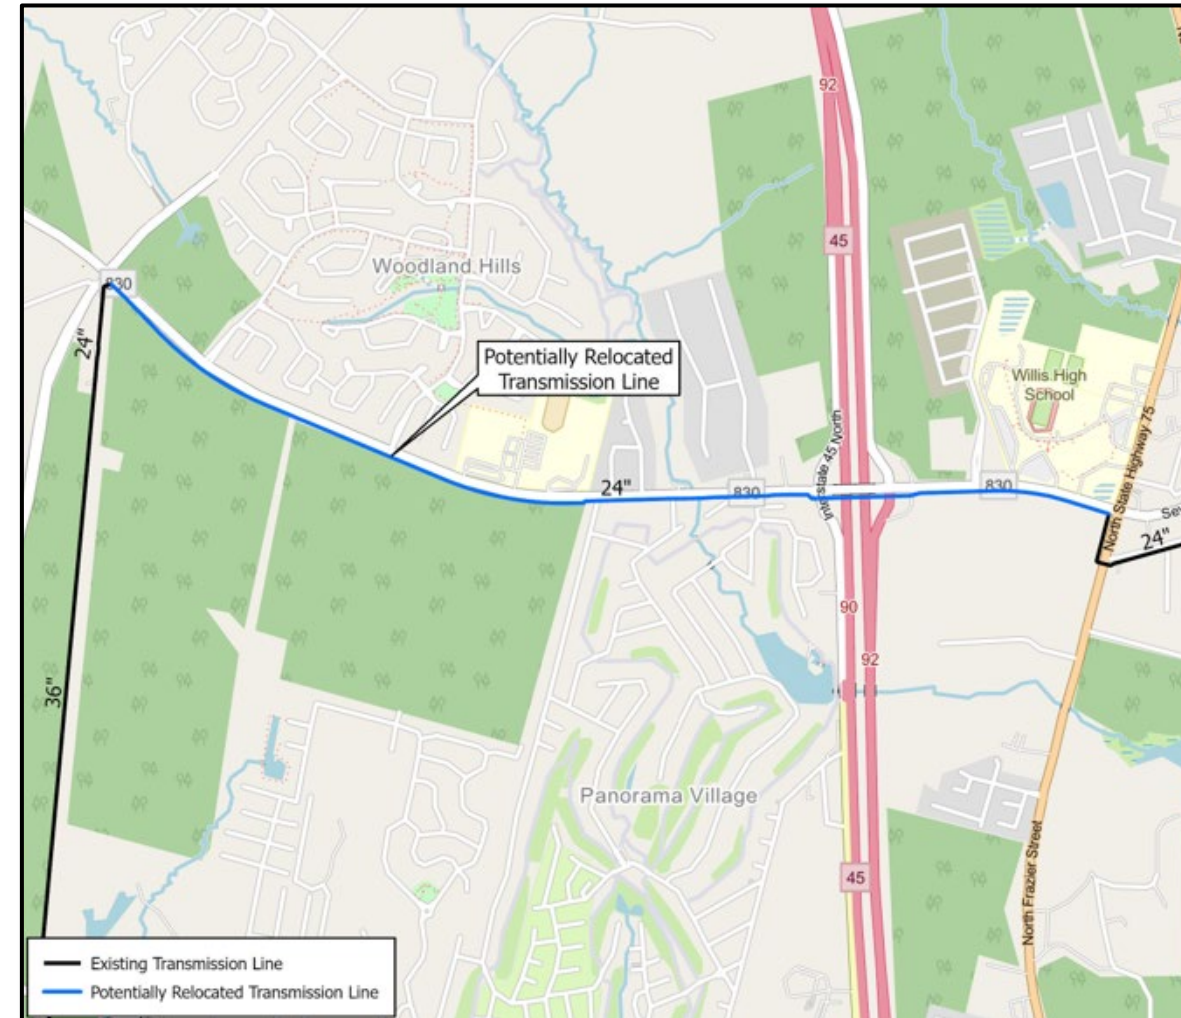 92
45
830
Woodland Hills
24"
Potentially Relocated
Transmission Line
Willis High
School
Interstate 45 North
North State Highway 75
24"
830
830
Se
24"
90
92
36"
Panorama Village
45
North Frazier Street
Existing Transmission Line
Potentially Relocated Transmission Line